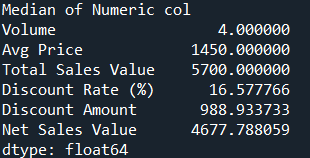 Median of Numeric col
Volume 4.000000
Avg Price 1450.000000
Total Sales Value 5700.000000
Discount Rate (%) 16.577766
Discount Amount 988.933733
Net Sales Value 4677.788059
dtype: float64